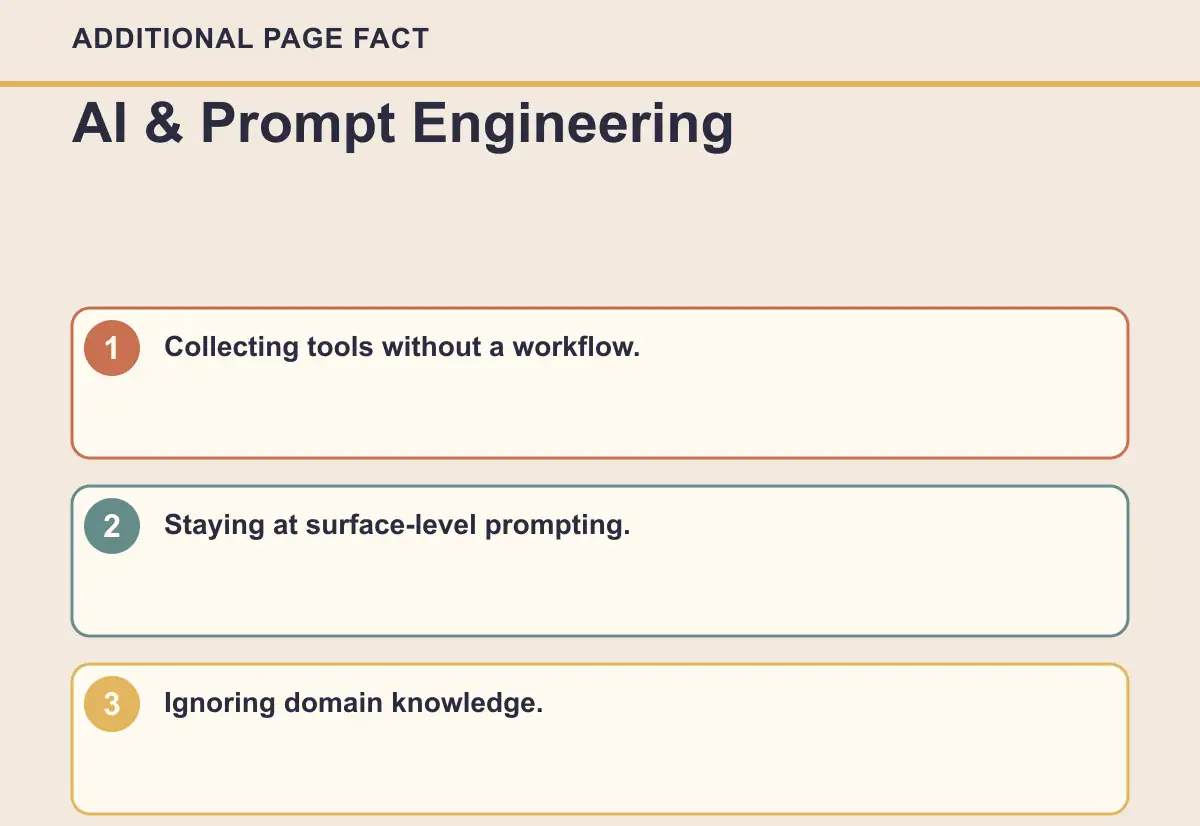 ADDITIONAL PAGE FACT
AI & Prompt Engineering
1
Collecting tools without a workflow.
2
Staying at surface-level prompting.
3
Ignoring domain knowledge.